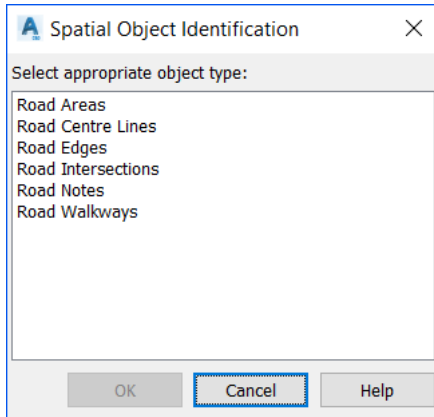 Spatial Object Identification
Select appropriate object type:
Road Areas
Road Centre Lines
Road Edges
Road Intersections
Road Notes
Road Walkways
OK Cancel Help